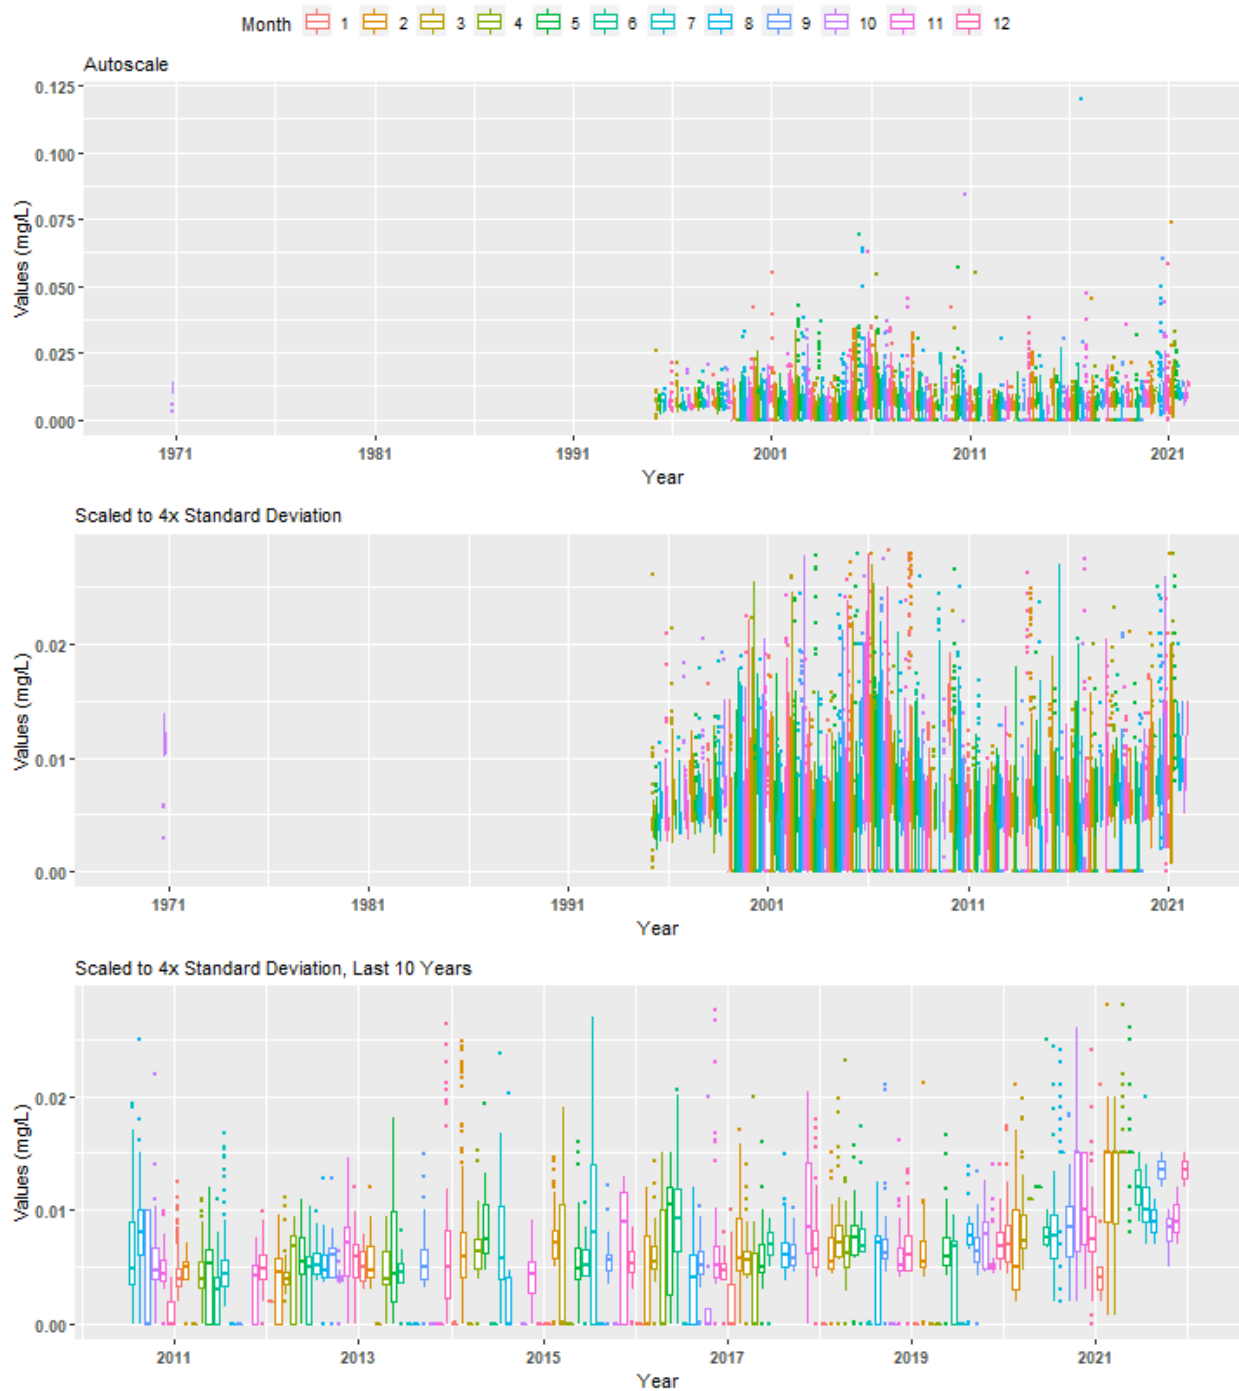 Month 1 2 3 4 5 6 7 8 9 10 11 12
Autoscale
Values (mg/L)
0.125
0.100
0.075
0.050
0.025
0.000
1971 1981 1991 2001 2011 2021
Year
Scaled to 4x Standard Deviation
Values (mg/L)
0.02
0.01
0.00
1971 1981 1991 2001 2011 2021
Year
Scaled to 4x Standard Deviation, Last 10 Years
Values (mg/L)
0.02
0.01
0.00
2011 2013 2015 2017 2019 2021
Year